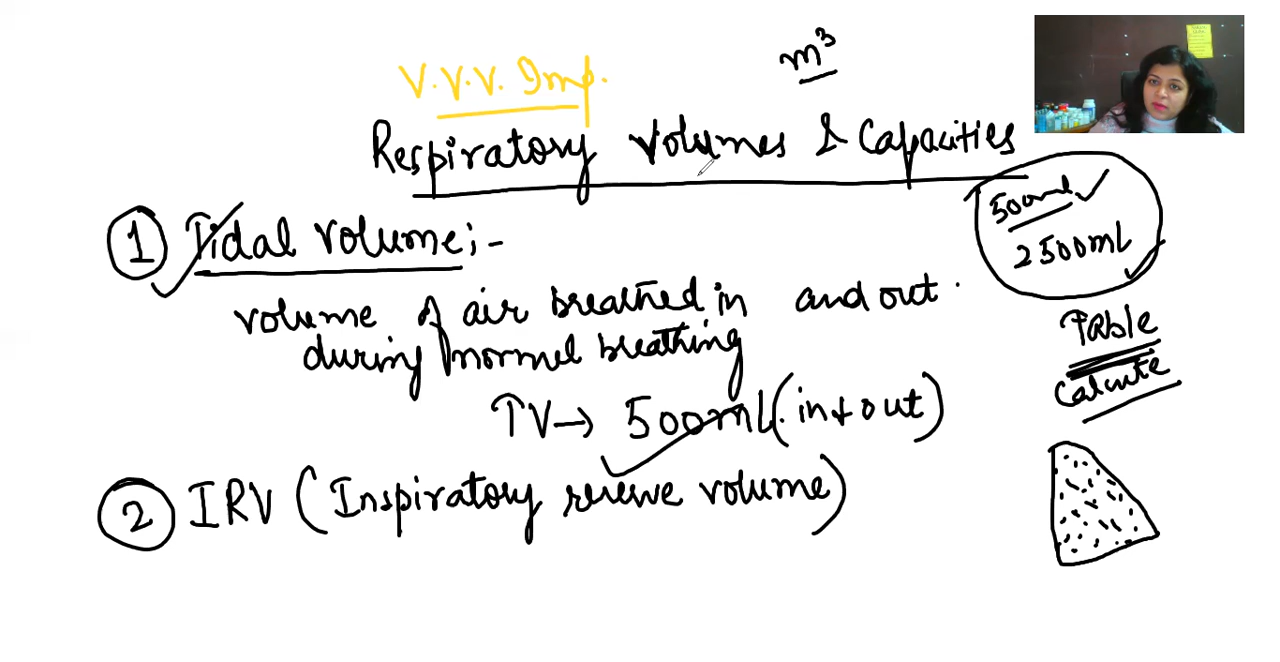 V.V.V. Imp.
m³
Respiratory Volumes & Capacities
500ml
2500ml
① Tidal Volume:-
volume of air breathed in and out.
during normal breathing
Table
TV→ 500ml (in+out)
② IRV (Inspiratory reserve volume)